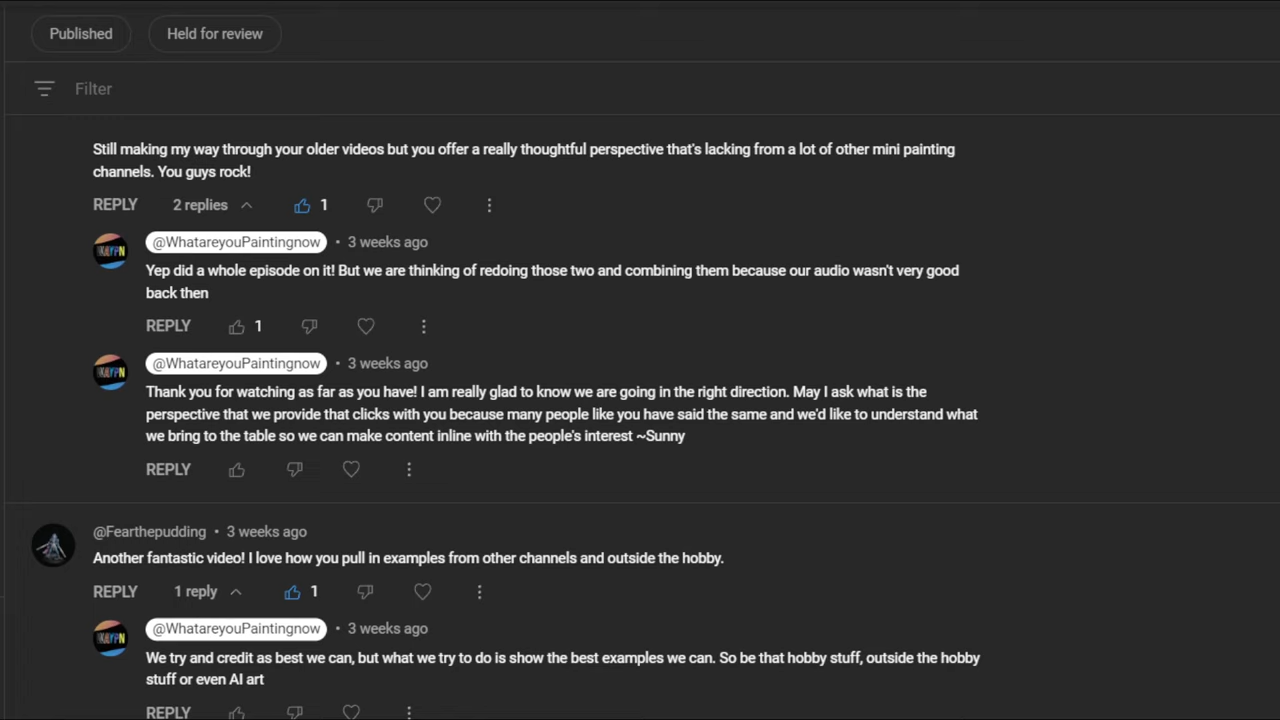 Published Held for review
Filter
Still making my way through your older videos but you offer a really thoughtful perspective that's lacking from a lot of other mini painting
channels. You guys rock!
REPLY 2 replies 1
@WhatareyouPaintingnow • 3 weeks ago
Yep did a whole episode on it! But we are thinking of redoing those two and combining them because our audio wasn't very good
back then
REPLY 1
@WhatareyouPaintingnow • 3 weeks ago
Thank you for watching as far as you have! I am really glad to know we are going in the right direction. May I ask what is the
perspective that we provide that clicks with you because many people like you have said the same and we'd like to understand what
we bring to the table so we can make content inline with the people's interest ~Sunny
REPLY
@Fearthepudding • 3 weeks ago
Another fantastic video! I love how you pull in examples from other channels and outside the hobby.
REPLY 1 reply 1
@WhatareyouPaintingnow • 3 weeks ago
We try and credit as best we can, but what we try to do is show the best examples we can. So be that hobby stuff, outside the hobby
stuff or even AI art
REPLY